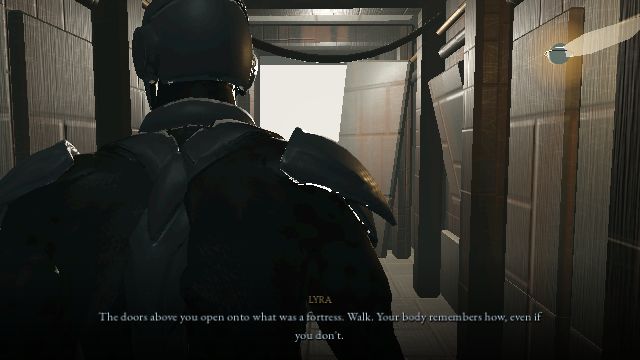 LYRA
The doors above you open onto what was a fortress. Walk. Your body remembers how, even if
you don't.